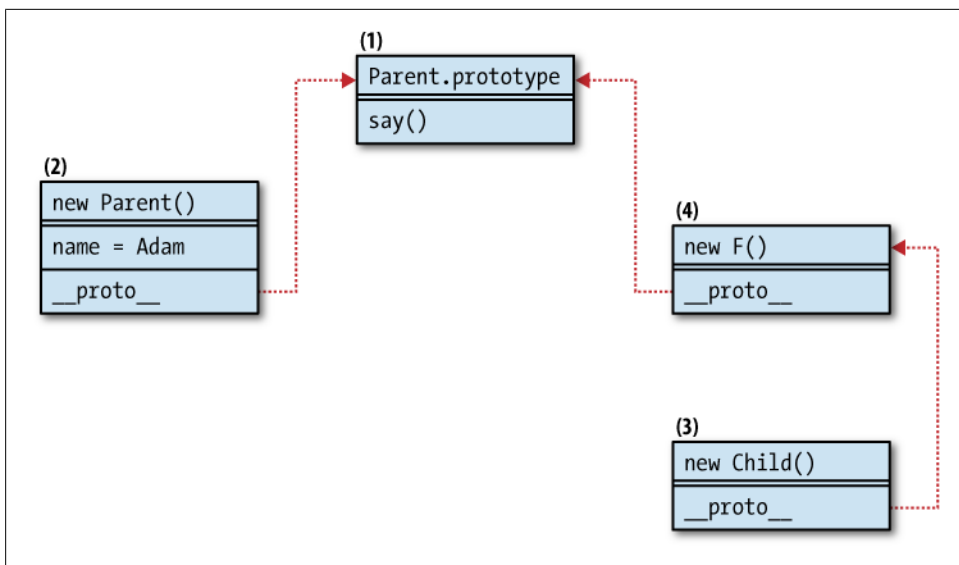 (1)
Parent.prototype
say()
(2)
new Parent()
name = Adam
__proto__
(4)
new F()
__proto__
(3)
new Child()
__proto__